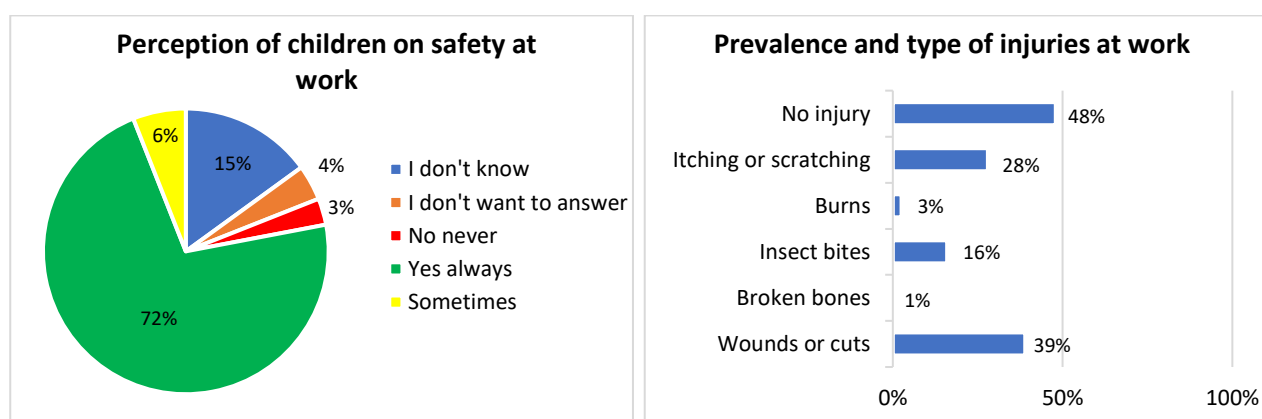 Perception of children on safety at
work
6%
15%
4%
3%
72%
I don't know
I don't want to answer
No never
Yes always
Sometimes
Prevalence and type of injuries at work
No injury
48%
Itching or scratching
28%
Burns
3%
Insect bites
16%
Broken bones
1%
Wounds or cuts
39%
0%
50%
100%